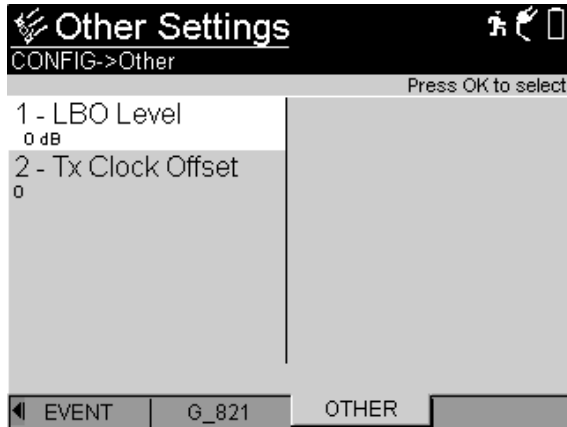 Other Settings
CONFIG->Other
Press OK to select
1 - LBO Level
0 dB
2 - Tx Clock Offset
0
EVENT G_821 OTHER